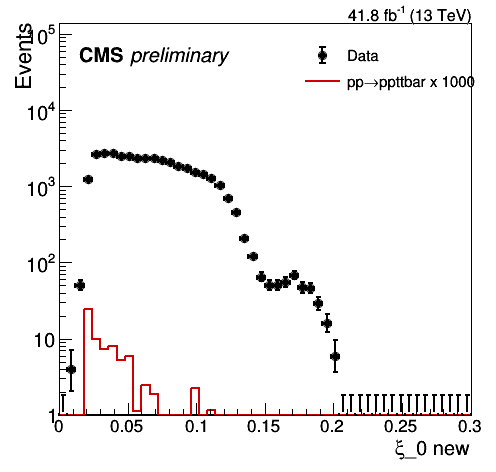 41.8 fb⁻¹ (13 TeV)
Events
CMS preliminary
Data
pp→ppttbar x 1000
10⁵
10⁴
10³
10²
10
1
0 0.05 0.1 0.15 0.2 0.25 0.3
ξ_0 new